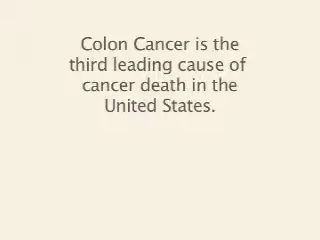 Colon Cancer is the
third leading cause of
cancer death in the
United States.